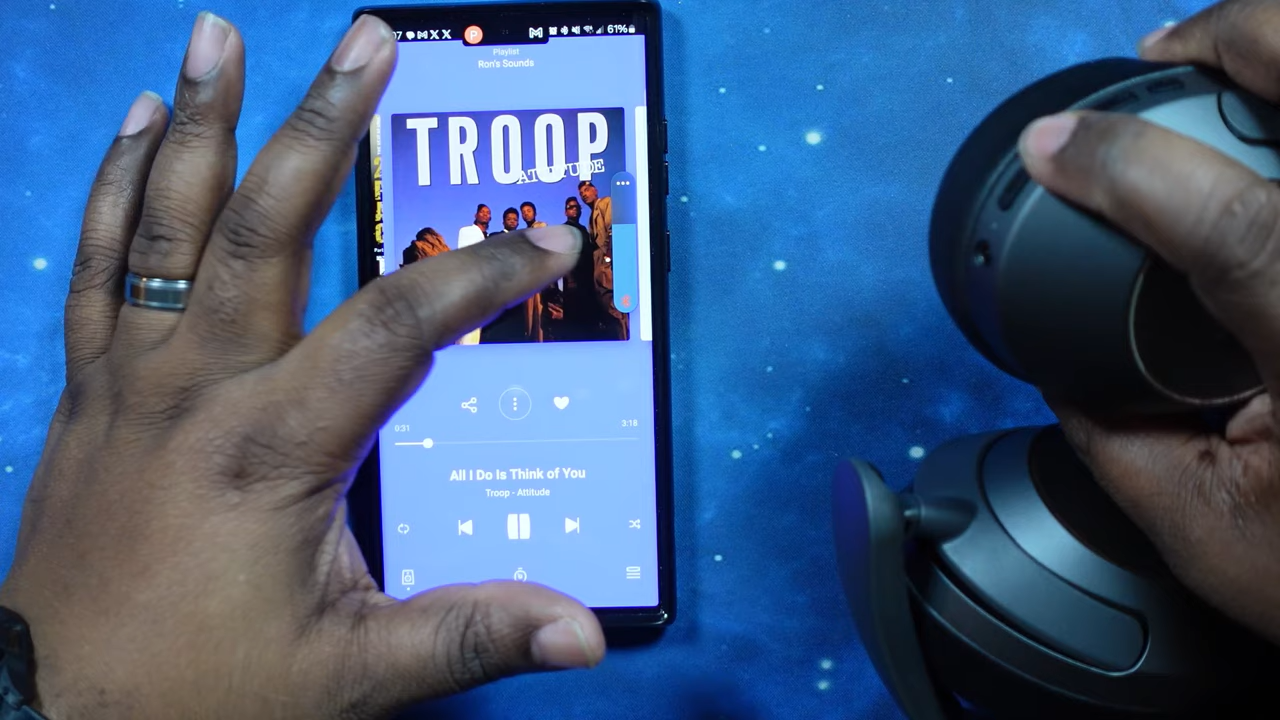 61%
P
Playlist
Ron's Sounds
TROOP
ATTITUDE
0:31
3:18
All I Do Is Think of You
Troop - Attitude